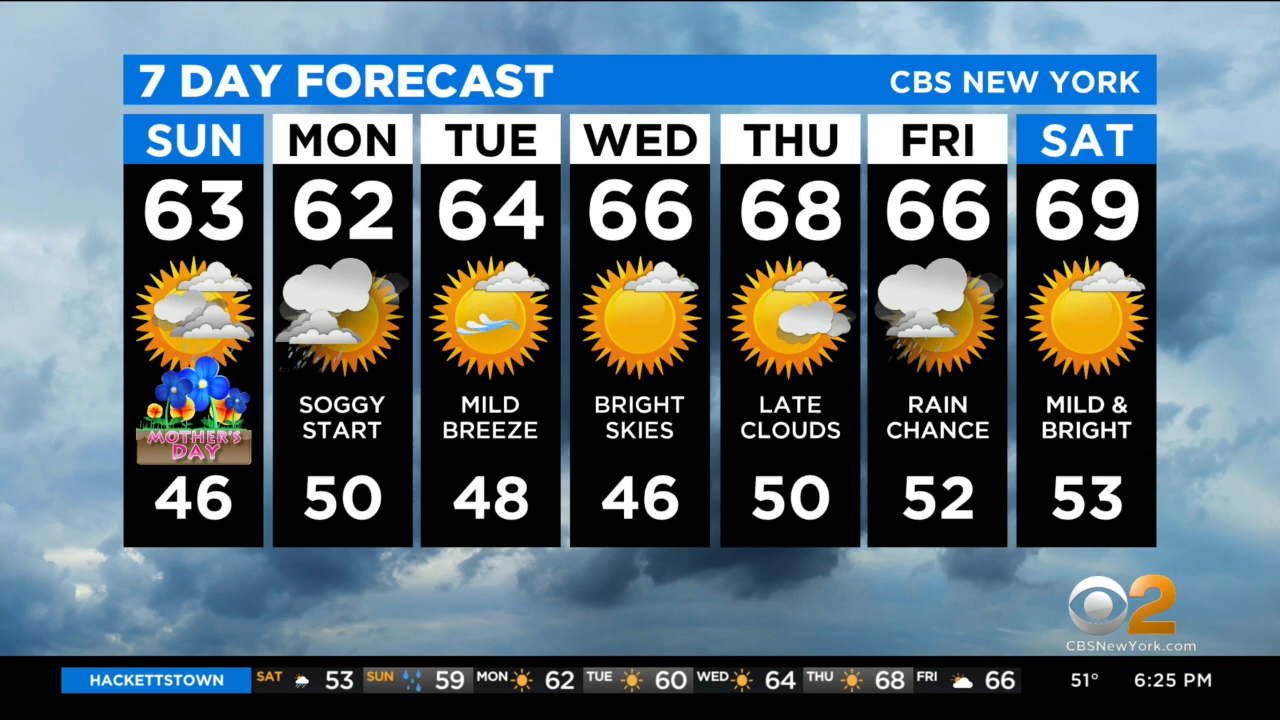 7 DAY FORECAST
CBS NEW YORK
SUN MON TUE WED THU FRI SAT
63 62 64 66 68 66 69
MOTHER'S
DAY
SOGGY
START
MILD
BREEZE
BRIGHT
SKIES
LATE
CLOUDS
RAIN
CHANCE
MILD &
BRIGHT
46 50 48 46 50 52 53
2
CBSNewYork.com
HACKETTSTOWN SAT 53 SUN 59 MON 62 TUE 60 WED 64 THU 68 FRI 66 51° 6:25 PM